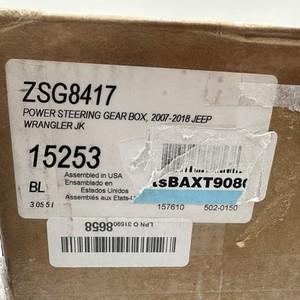 ZSG8417
POWER STEERING GEAR BOX, 2007-2018 JEEP
WRANGLER JK
15253
Assembled in USA
Ensamblado en
Estados Unidos
Assemblés aux Etats-
BL
sBAXT908
157610 502-0150
8658